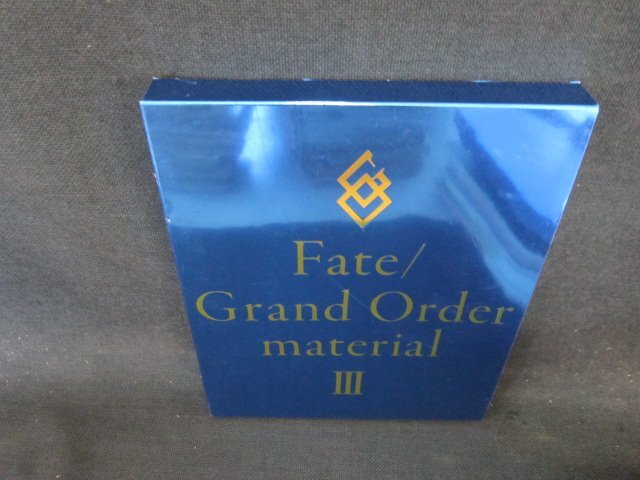 Fate/
Grand Order
material
III